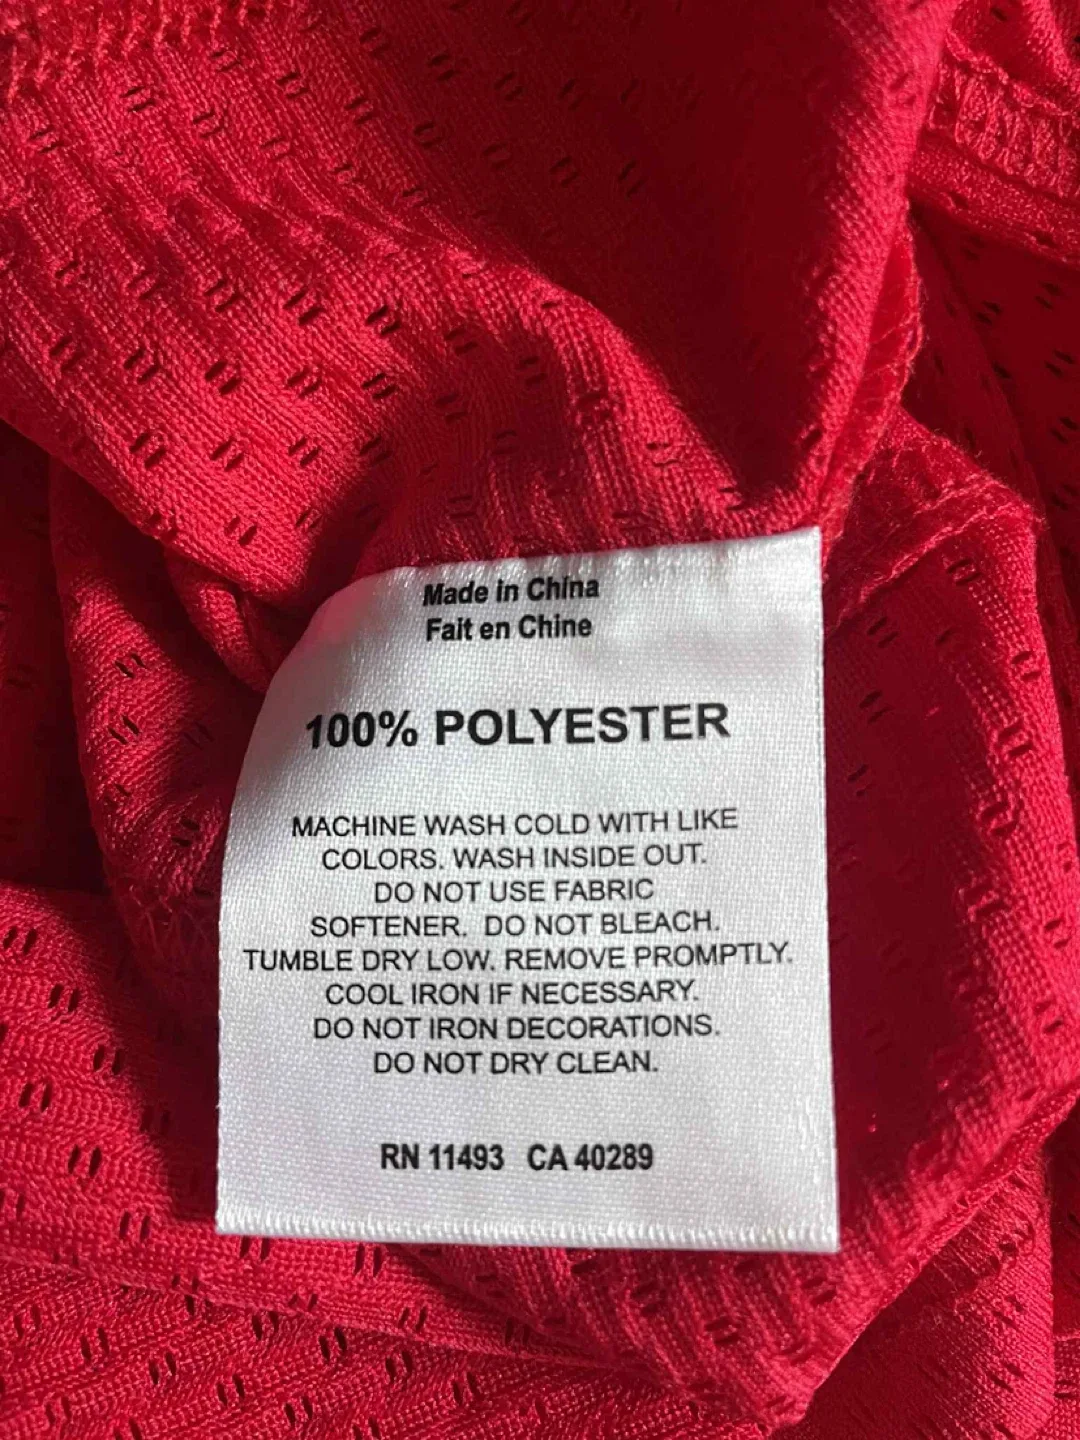 Made in China
Fait en Chine
100% POLYESTER
MACHINE WASH COLD WITH LIKE
COLORS. WASH INSIDE OUT.
DO NOT USE FABRIC
SOFTENER. DO NOT BLEACH.
TUMBLE DRY LOW. REMOVE PROMPTLY.
COOL IRON IF NECESSARY.
DO NOT IRON DECORATIONS.
DO NOT DRY CLEAN.
RN 11493 CA 40289